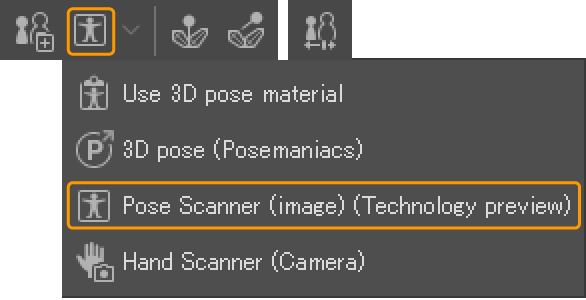 Use 3D pose material
3D pose (Posemaniacs)
Pose Scanner (image) (Technology preview)
Hand Scanner (Camera)